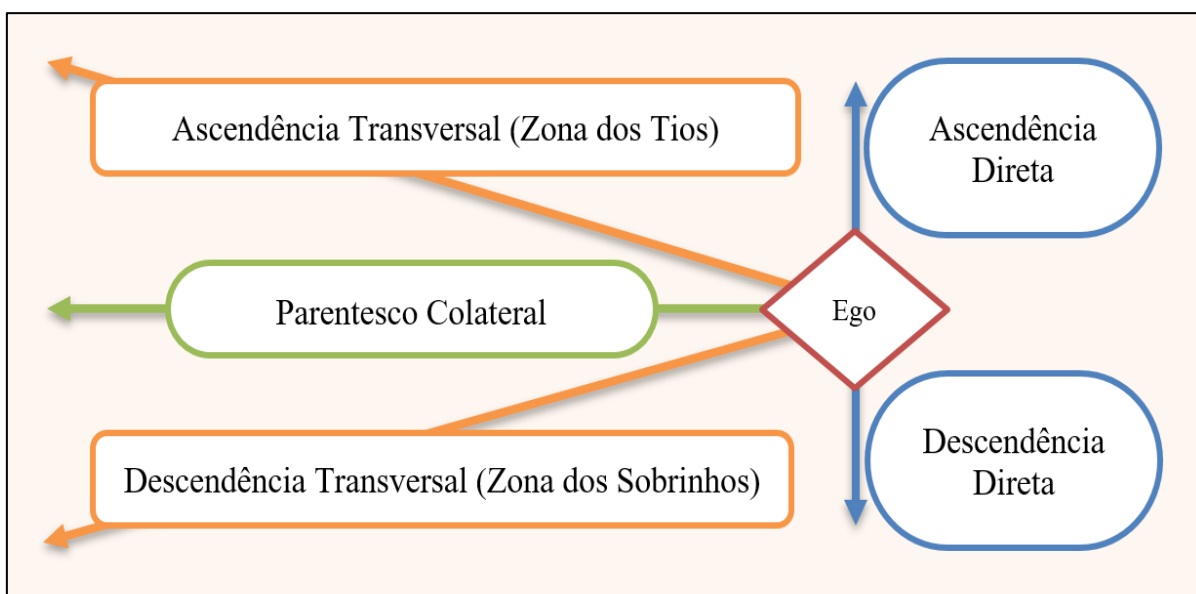 Ascendência Transversal (Zona dos Tios)
Ascendência
Direta
Parentesco Colateral
Ego
Descendência Transversal (Zona dos Sobrinhos)
Descendência
Direta